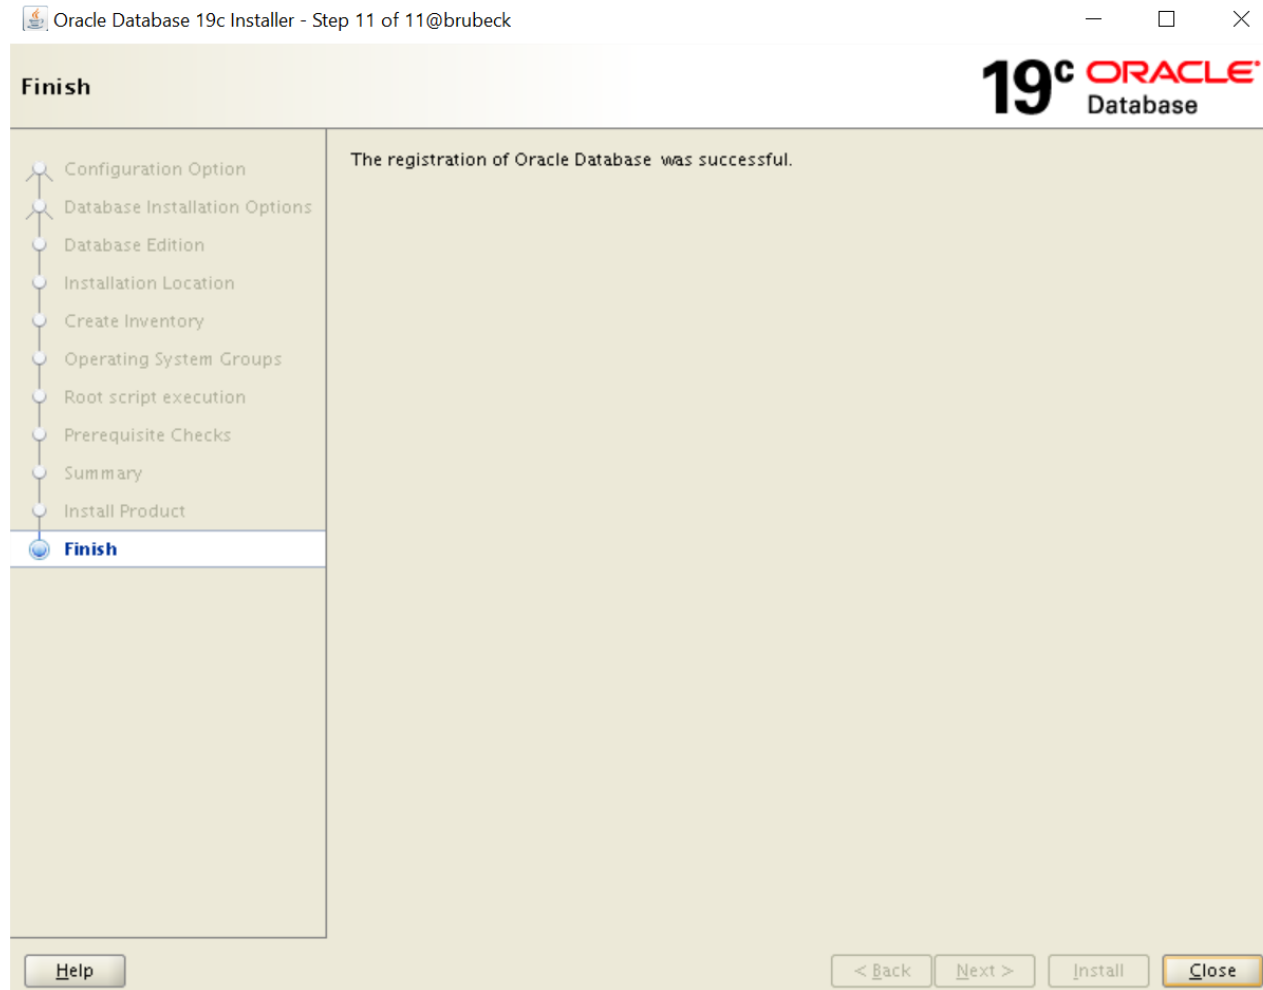 Oracle Database 19c Installer - Step 11 of 11@brubeck
Finish
19c ORACLE
Database
Configuration Option
Database Installation Options
Database Edition
Installation Location
Create Inventory
Operating System Groups
Root script execution
Prerequisite Checks
Summary
Install Product
Finish
The registration of Oracle Database was successful.
Help
< Back
Next >
Install
Close